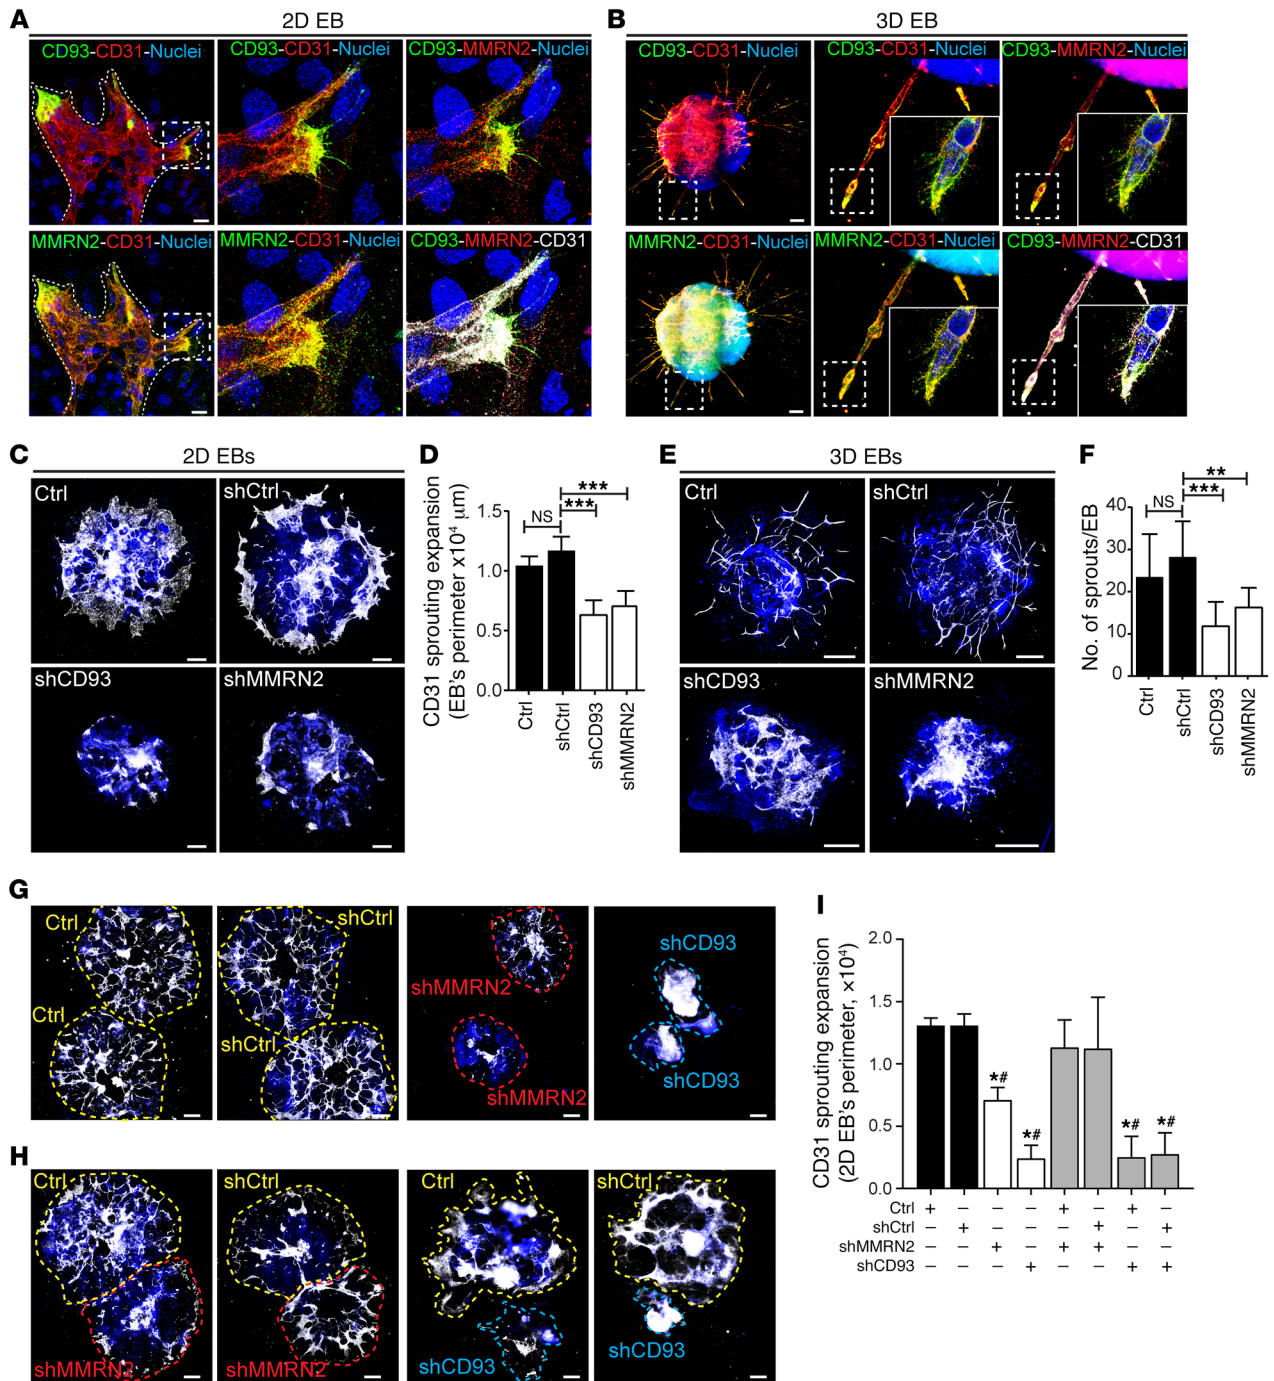 A
2D EB
CD93-CD31-Nuclei
CD93-CD31-Nuclei
CD93-MMRN2-Nuclei
MMRN2-CD31-Nuclei
MMRN2-CD31-Nuclei
CD93-MMRN2-CD31
B
3D EB
CD93-CD31-Nuclei
CD93-CD31-Nuclei
CD93-MMRN2-Nuclei
MMRN2-CD31-Nuclei
MMRN2-CD31-Nuclei
CD93-MMRN2-CD31
C
2D EBs
Ctrl
shCtrl
shCD93
shMMRN2
D
CD31 sprouting expansion
(EB's perimeter x10⁴ μm)
1.5
1.0
0.5
0.0
NS
***
***
Ctrl
shCtrl
shCD93
shMMRN2
E
3D EBs
Ctrl
shCtrl
shCD93
shMMRN2
F
No. of sprouts/EB
40
30
20
10
0
NS
***
**
Ctrl
shCtrl
shCD93
shMMRN2
G
Ctrl
Ctrl
shCtrl
shCtrl
shMMRN2
shMMRN2
shCD93
shCD93
H
Ctrl
shMMRN2
shCtrl
shMMRN2
Ctrl
shCD93
shCtrl
shCD93
I
CD31 sprouting expansion
(2D EB's perimeter, ×10⁴)
2.0
1.5
1.0
0.5
0.0
*#
*#
*#
*#
Ctrl + – – – + – + –
shCtrl – + – – – + – +
shMMRN2 – – + – + + – –
shCD93 – – – + – – + +